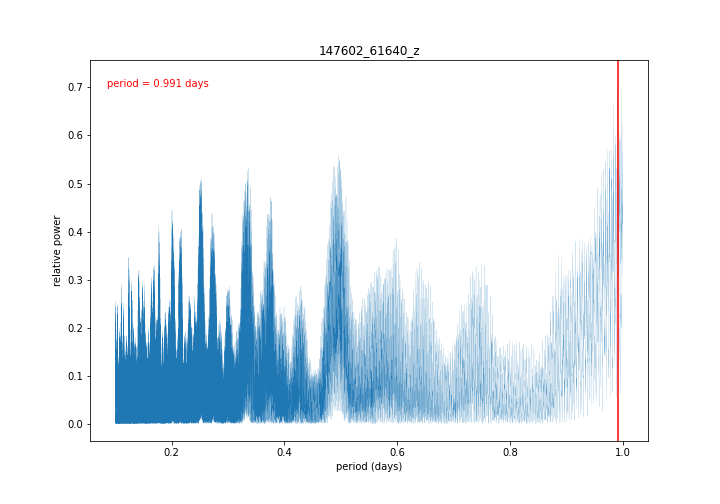 147602_61640_z
period = 0.991 days
relative power
0.7
0.6
0.5
0.4
0.3
0.2
0.1
0.0
0.2 0.4 0.6 0.8 1.0
period (days)